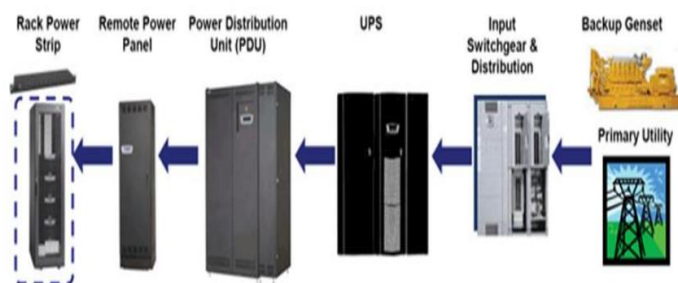 Rack Power
Strip
Remote Power
Panel
Power Distribution
Unit (PDU)
UPS
Input
Switchgear &
Distribution
Backup Genset
Primary Utility